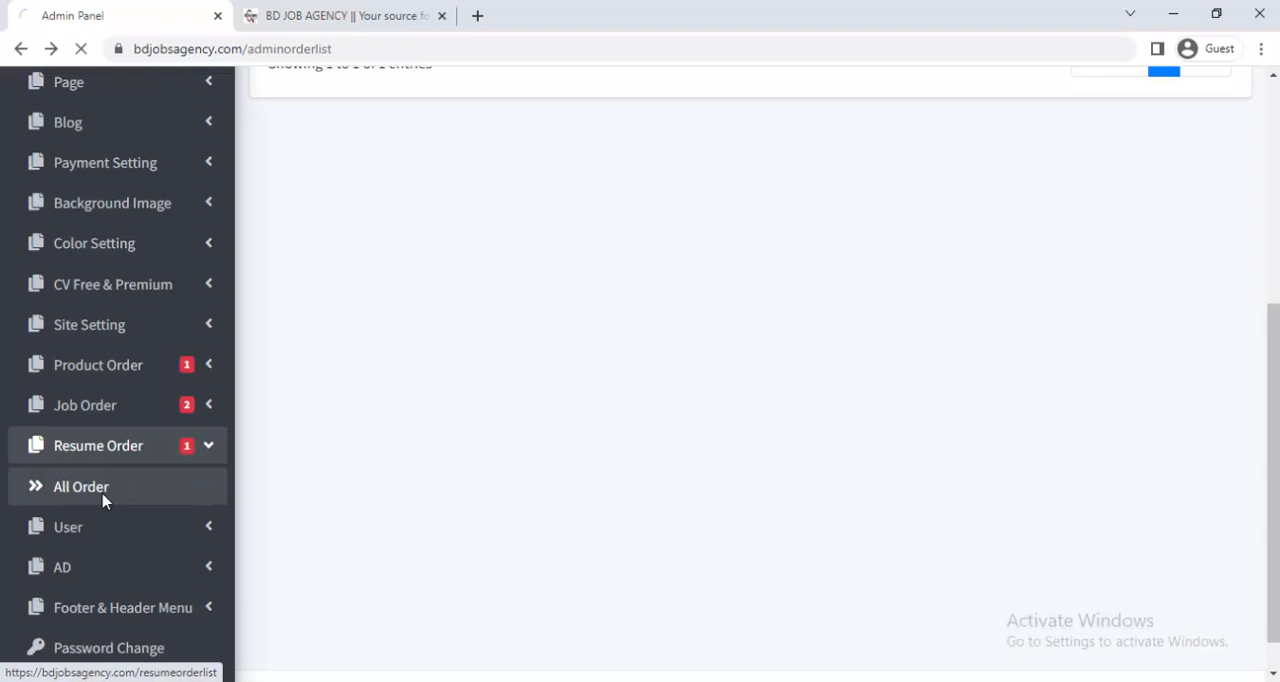 Admin Panel
BD JOB AGENCY || Your source fo
bdjobsagency.com/adminorderlist
Guest
Page
Showing 1 to 1 of 1 entries
Blog
Payment Setting
Background Image
Color Setting
CV Free & Premium
Site Setting
Product Order 1
Job Order 2
Resume Order 1
All Order
User
AD
Footer & Header Menu
Password Change
Activate Windows
Go to Settings to activate Windows.
https://bdjobsagency.com/resumeorderlist